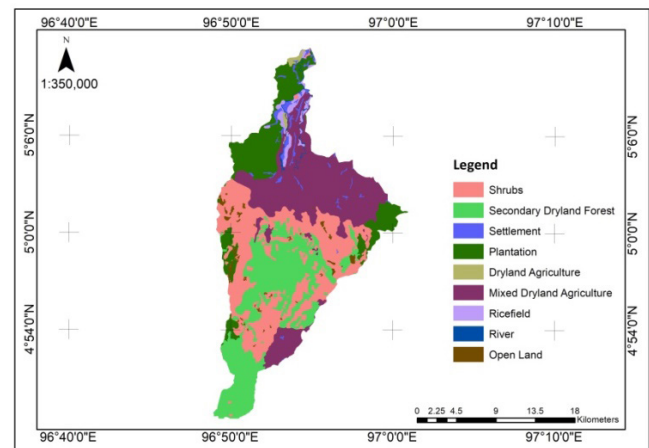 96°40'0"E 96°50'0"E 97°0'0"E 97°10'0"E
N
1:350,000
5°6'0"N 5°6'0"N
5°0'0"N 5°0'0"N
4°54'0"N 4°54'0"N
Legend
Shrubs
Secondary Dryland Forest
Settlement
Plantation
Dryland Agriculture
Mixed Dryland Agriculture
Ricefield
River
Open Land
0 2.25 4.5 9 13.5 18
Kilometers
96°40'0"E 96°50'0"E 97°0'0"E 97°10'0"E